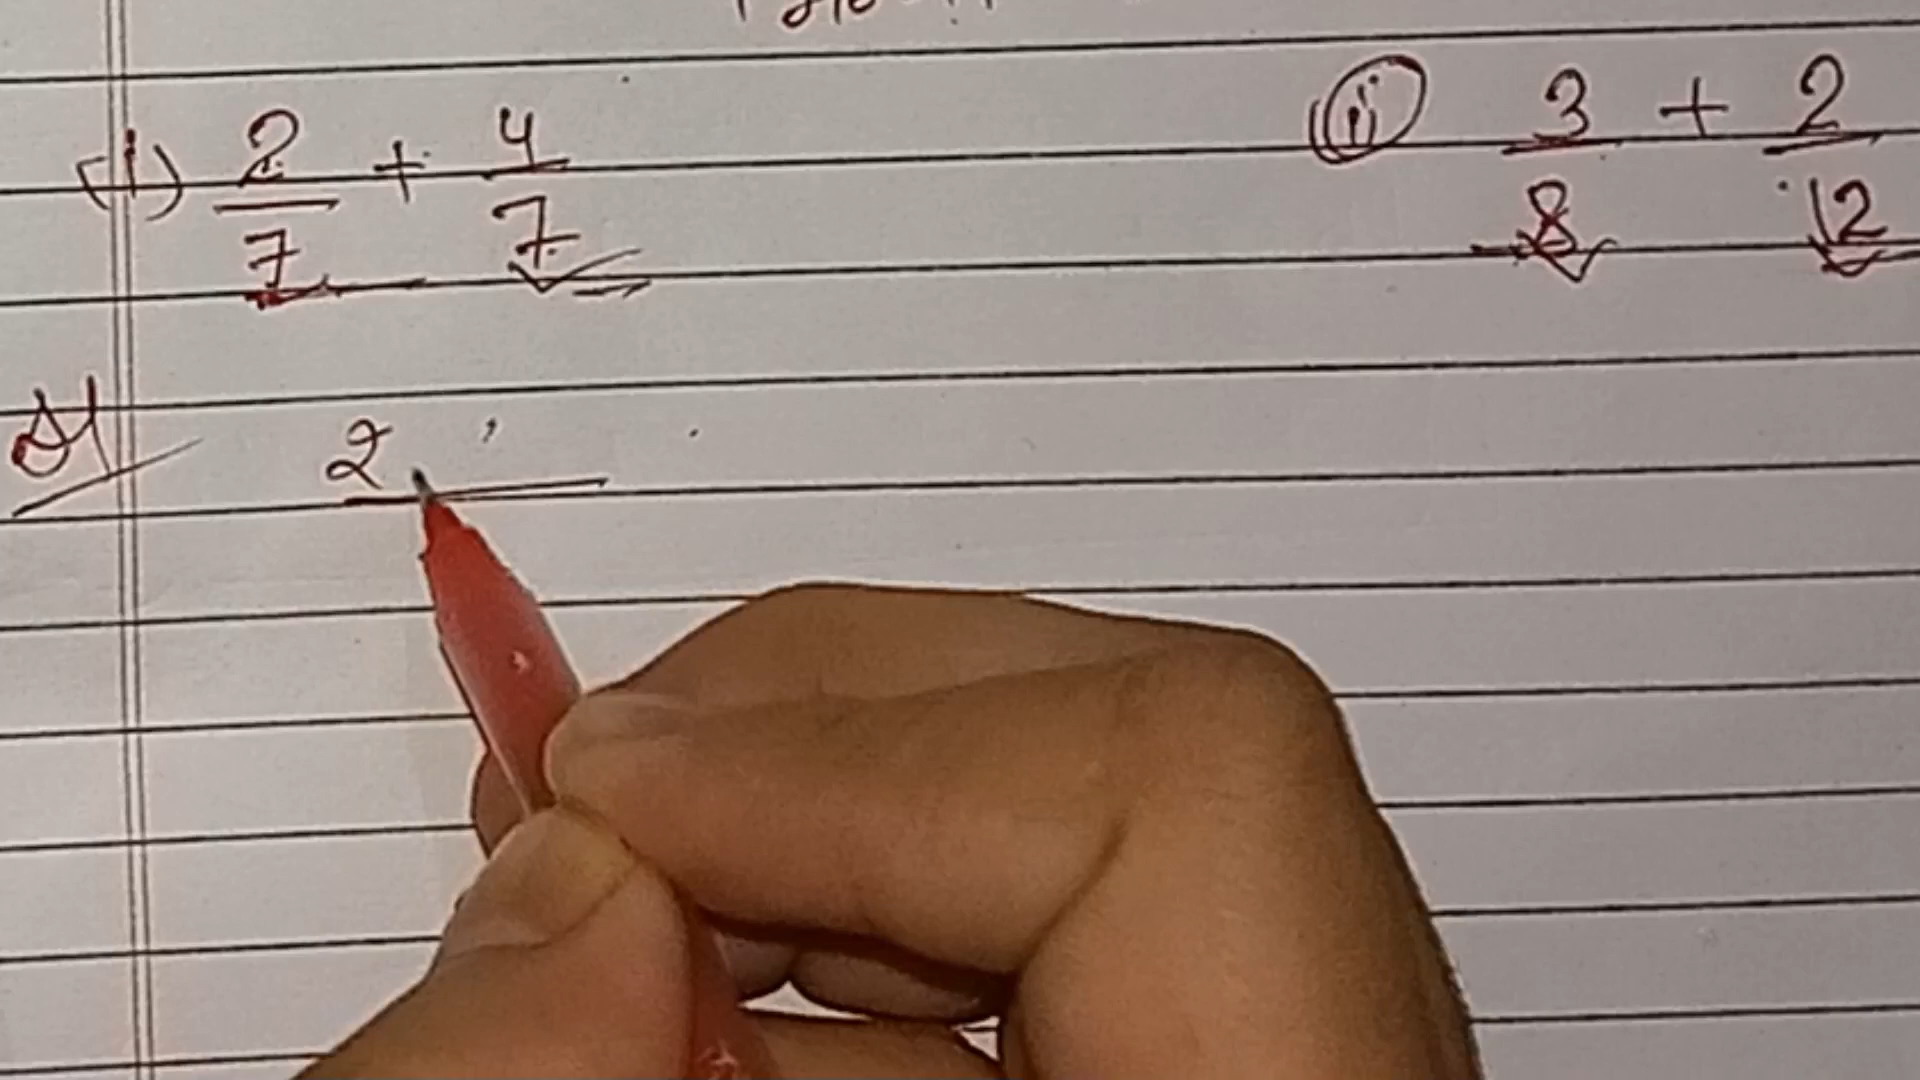 (i) 2/7 + 4/7
(ii) 3/8 + 2/12
Sol
2